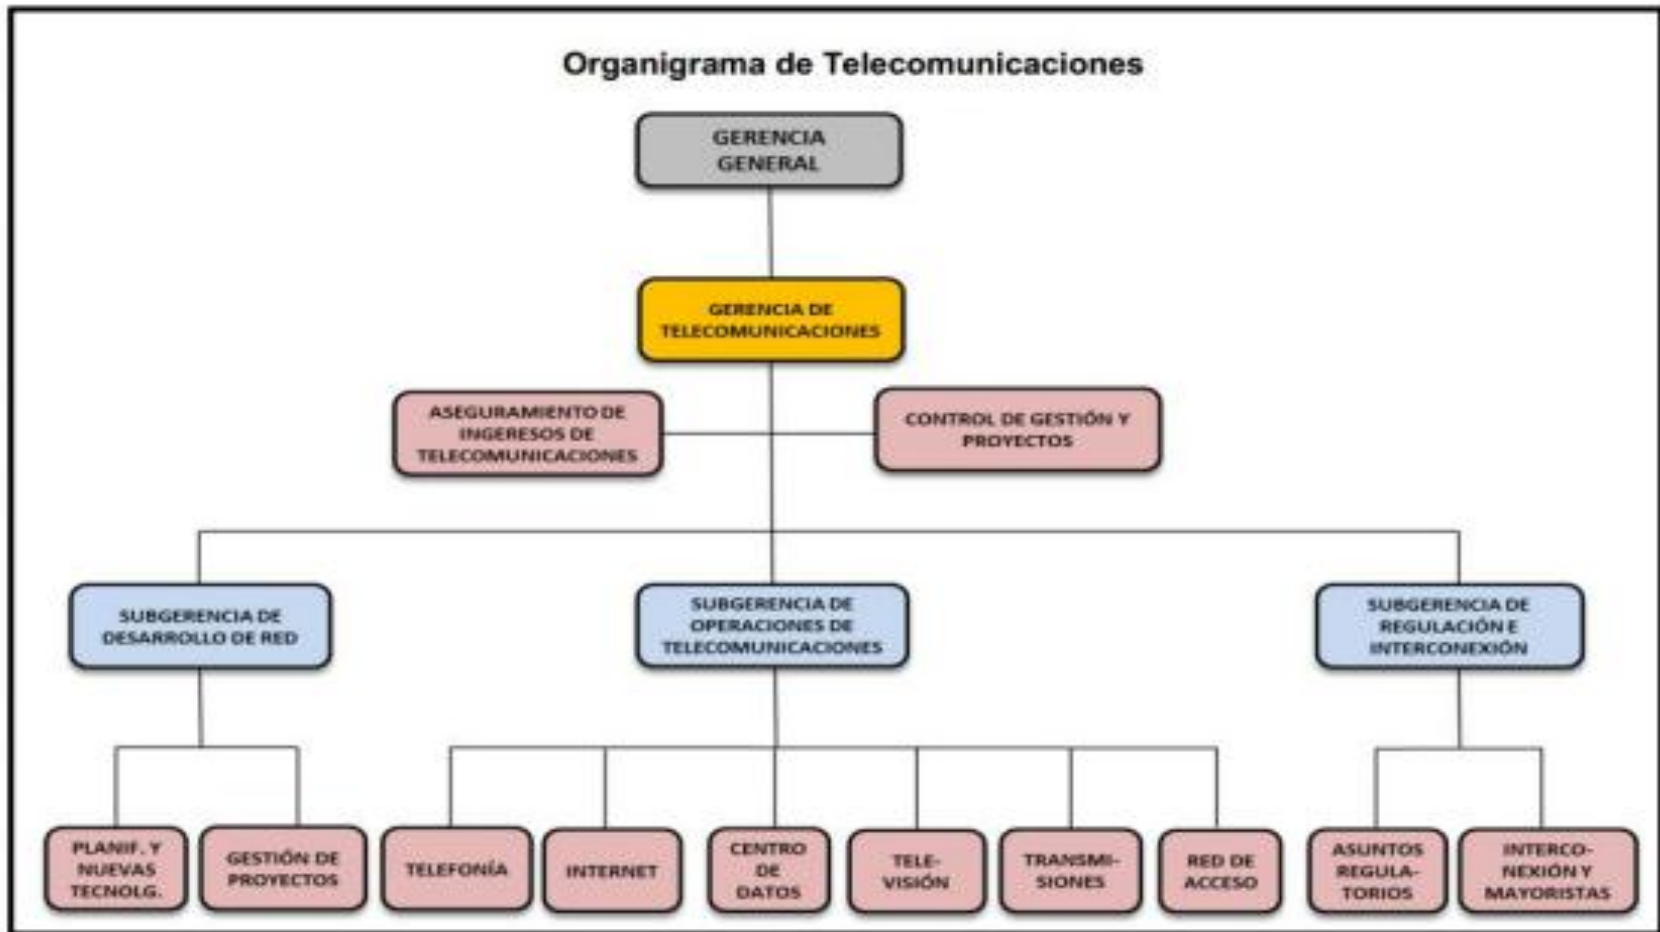 Organigrama de Telecomunicaciones
GERENCIA
GENERAL
GERENCIA DE
TELECOMUNICACIONES
ASEGURAMIENTO DE
INGERESOS DE
TELECOMUNICACIONES
CONTROL DE GESTIÓN Y
PROYECTOS
SUBGERENCIA DE
DESARROLLO DE RED
SUBGERENCIA DE
OPERACIONES DE
TELECOMUNICACIONES
SUBGERENCIA DE
REGULACIÓN E
INTERCONEXIÓN
PLANIF. Y
NUEVAS
TECNOLG.
GESTIÓN DE
PROYECTOS
TELEFONÍA
INTERNET
CENTRO
DE
DATOS
TELE-
VISIÓN
TRANSMI-
SIONES
RED DE
ACCESO
ASUNTOS
REGULA-
TORIOS
INTERCO-
NEXIÓN Y
MAYORISTAS